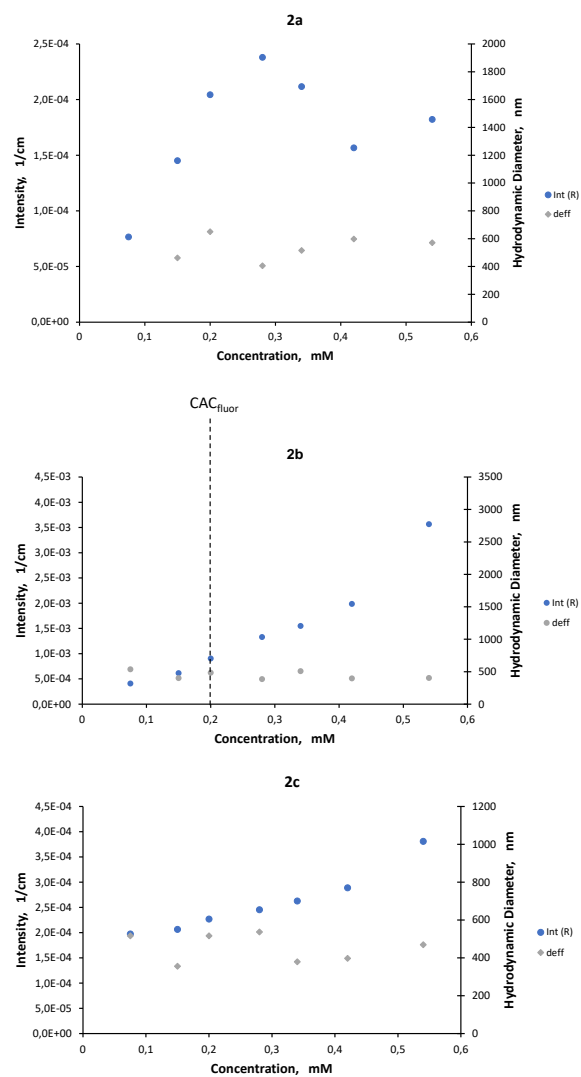 2a
2,5E-04
2,0E-04
1,5E-04
1,0E-04
5,0E-05
0,0E+00
Intensity, 1/cm
0
0,1
0,2
0,3
0,4
0,5
0,6
Concentration, mM
2000
1800
1600
1400
1200
1000
800
600
400
200
0
Hydrodynamic Diameter, nm
Int (R)
deff
CACfluor
2b
4,5E-03
4,0E-03
3,5E-03
3,0E-03
2,5E-03
2,0E-03
1,5E-03
1,0E-03
5,0E-04
0,0E+00
Intensity, 1/cm
0
0,1
0,2
0,3
0,4
0,5
0,6
Concentration, mM
3500
3000
2500
2000
1500
1000
500
0
Hydrodynamic Diameter, nm
Int (R)
deff
2c
4,5E-04
4,0E-04
3,5E-04
3,0E-04
2,5E-04
2,0E-04
1,5E-04
1,0E-04
5,0E-05
0,0E+00
Intensity, 1/cm
0
0,1
0,2
0,3
0,4
0,5
0,6
Concentration, mM
1200
1000
800
600
400
200
0
Hydrodynamic Diameter, nm
Int (R)
deff